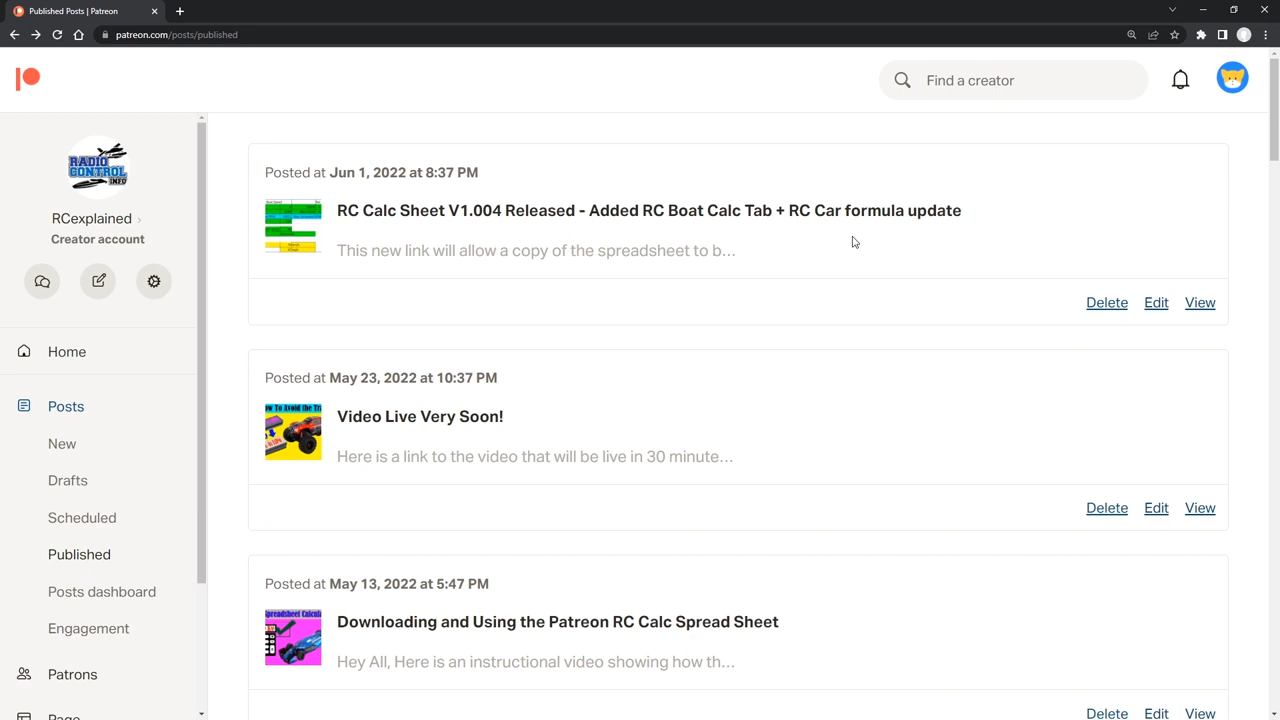 Published Posts | Patreon
patreon.com/posts/published
Find a creator
RADIO
CONTROL
INFO
RCexplained
Creator account
Home
Posts
New
Drafts
Scheduled
Published
Posts dashboard
Engagement
Patrons
Page
Posted at Jun 1, 2022 at 8:37 PM
RC Calc Sheet V1.004 Released - Added RC Boat Calc Tab + RC Car formula update
This new link will allow a copy of the spreadsheet to b...
Delete Edit View
Posted at May 23, 2022 at 10:37 PM
Video Live Very Soon!
Here is a link to the video that will be live in 30 minute...
Delete Edit View
Posted at May 13, 2022 at 5:47 PM
Downloading and Using the Patreon RC Calc Spread Sheet
Hey All, Here is an instructional video showing how th...
Delete Edit View